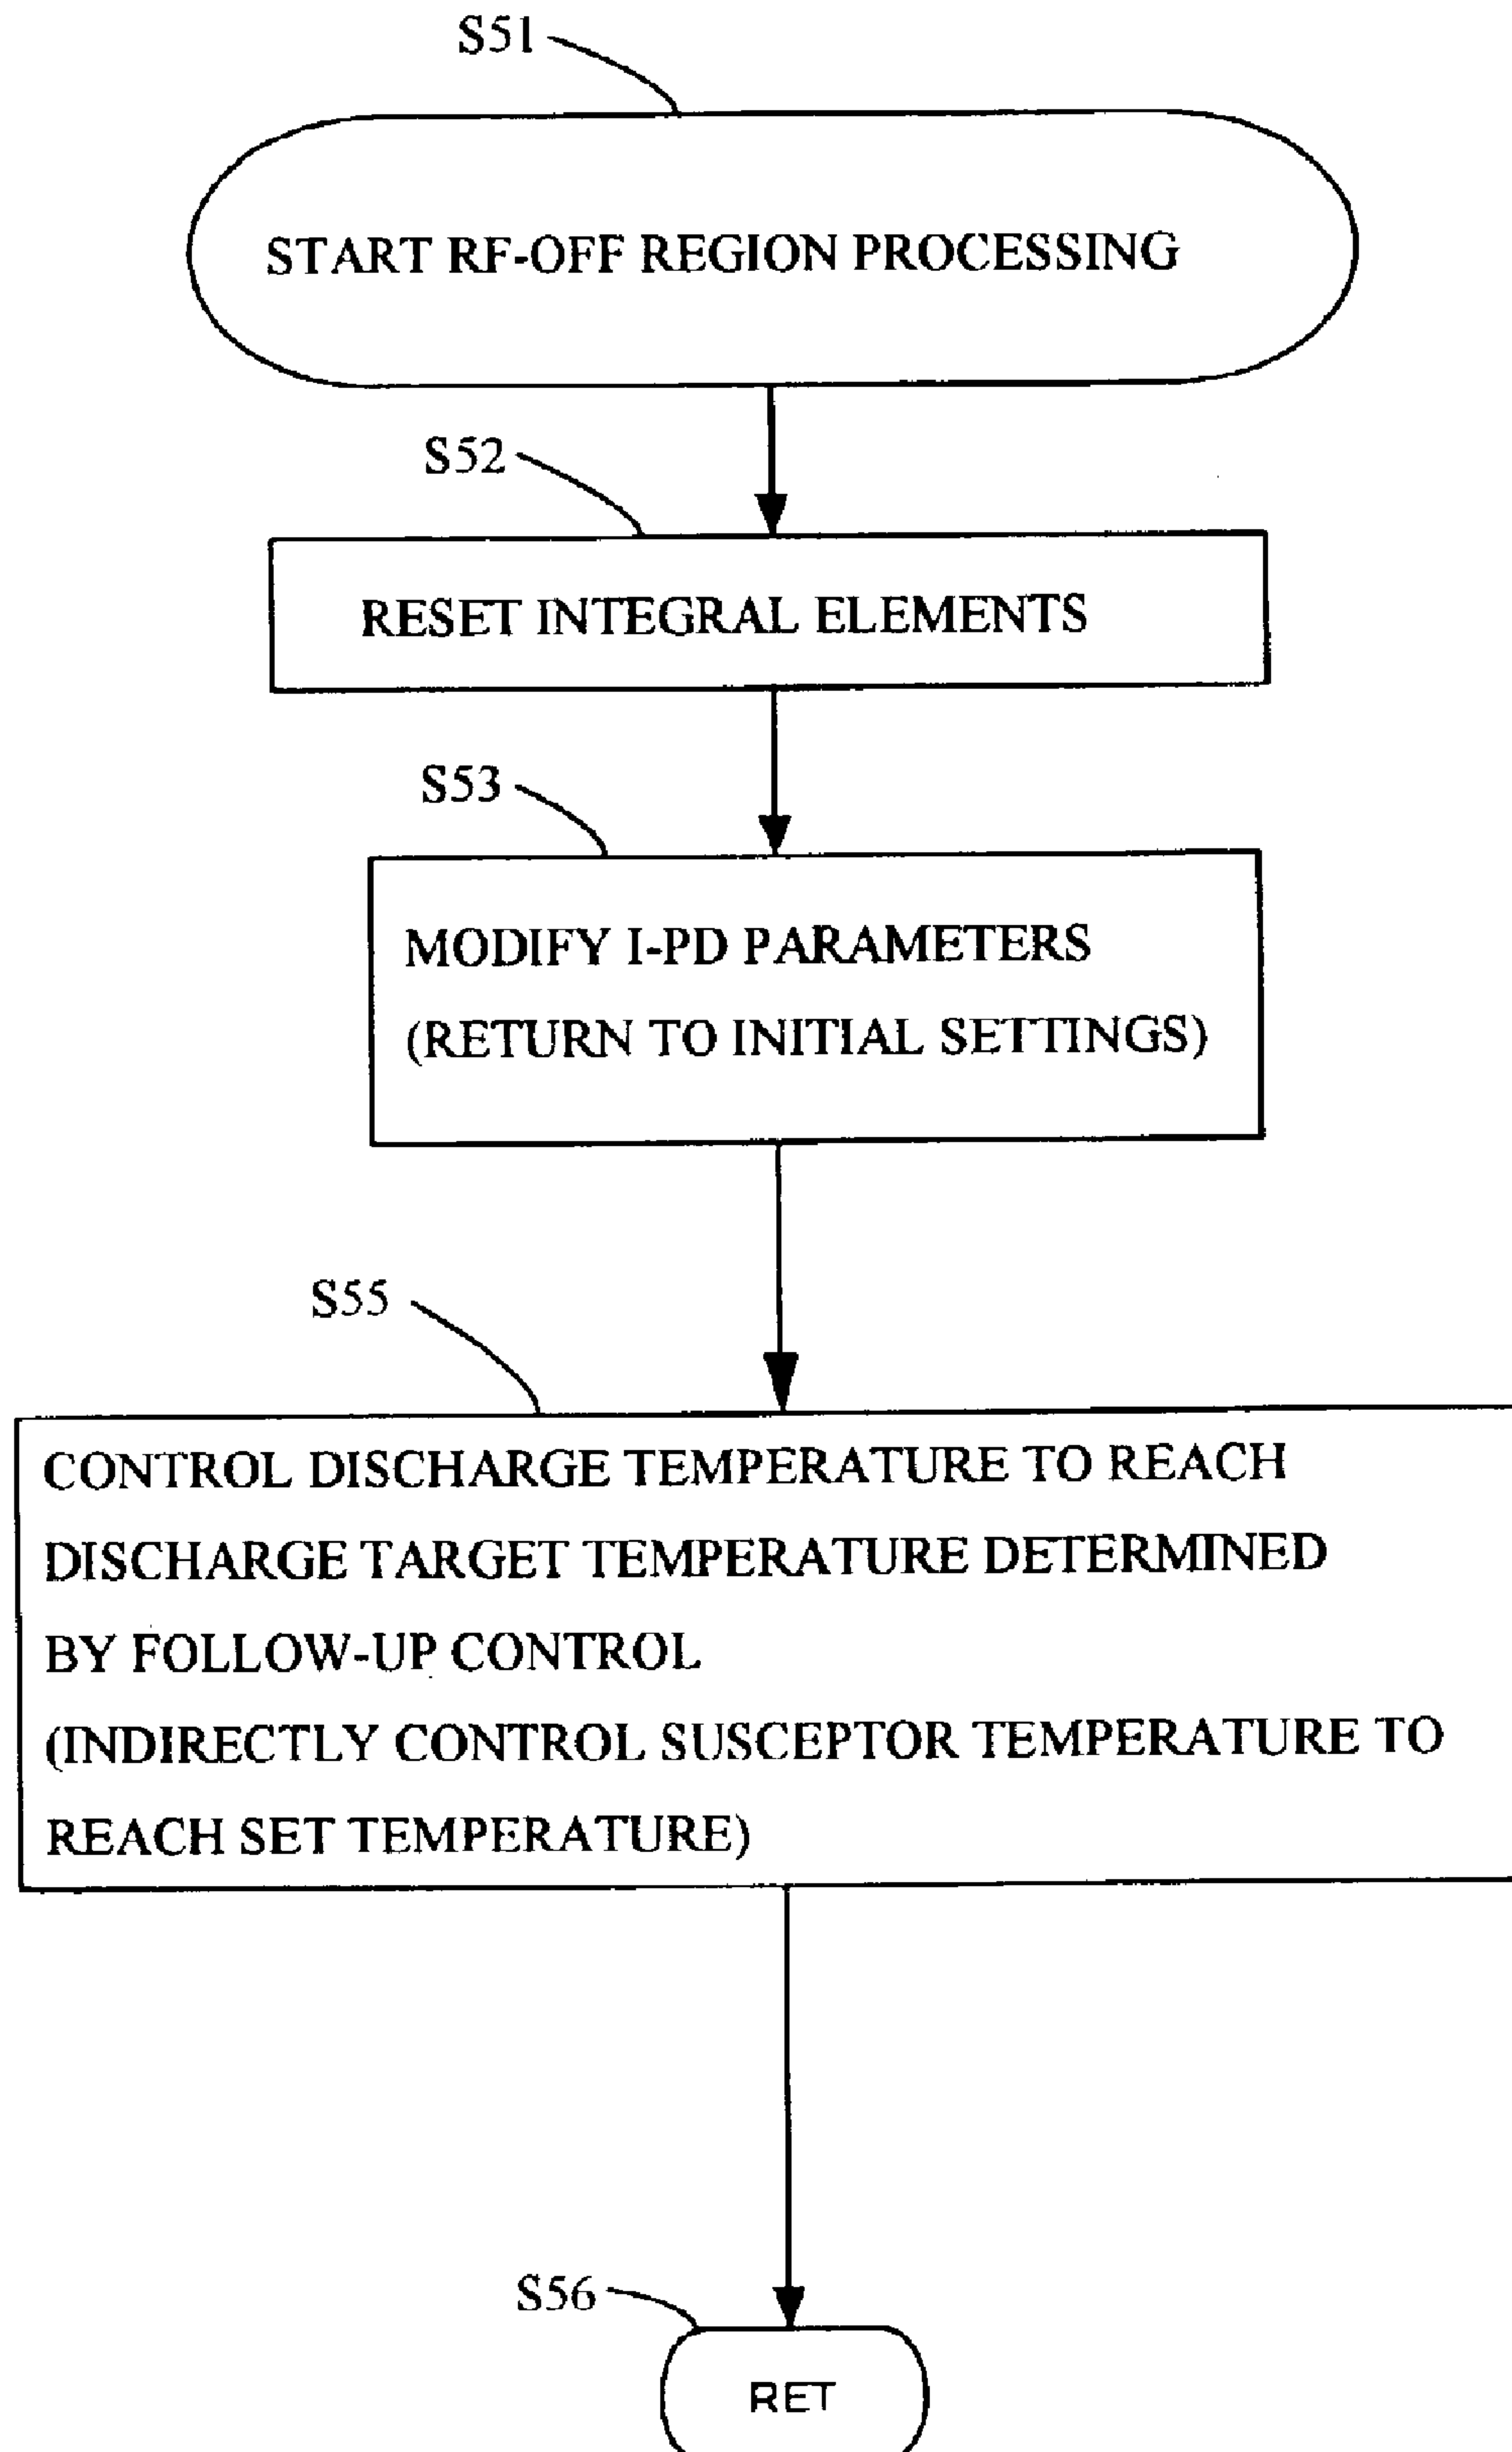 S51
START RF-OFF REGION PROCESSING
S52
RESET INTEGRAL ELEMENTS
S53
MODIFY I-PD PARAMETERS
(RETURN TO INITIAL SETTINGS)
S55
CONTROL DISCHARGE TEMPERATURE TO REACH
DISCHARGE TARGET TEMPERATURE DETERMINED
BY FOLLOW-UP CONTROL
(INDIRECTLY CONTROL SUSCEPTOR TEMPERATURE TO
REACH SET TEMPERATURE)
S56
RET